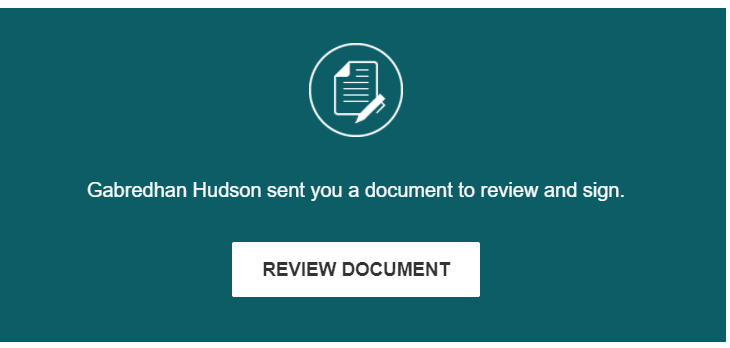 Gabredhan Hudson sent you a document to review and sign.
REVIEW DOCUMENT